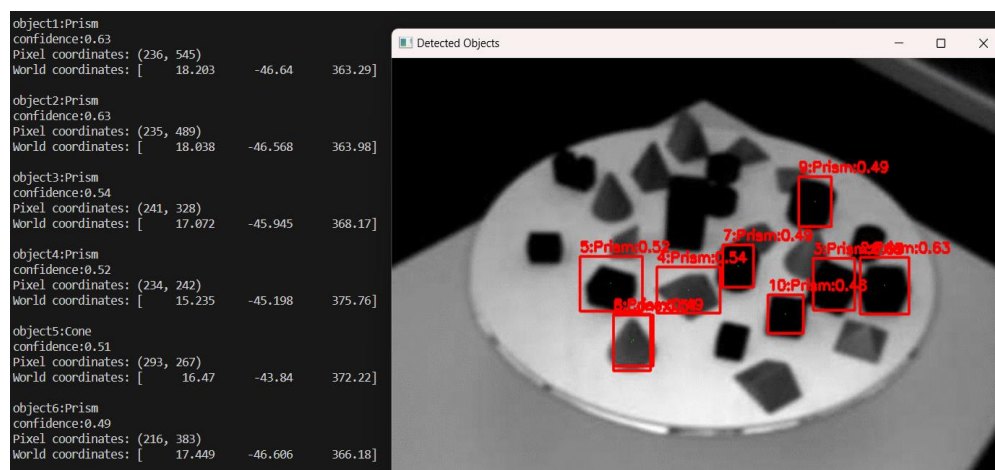 object1:Prism
confidence:0.63
Pixel coordinates: (236, 545)
World coordinates: [ 18.203 -46.64 363.29]
object2:Prism
confidence:0.63
Pixel coordinates: (235, 489)
World coordinates: [ 18.038 -46.568 363.98]
object3:Prism
confidence:0.54
Pixel coordinates: (241, 328)
World coordinates: [ 17.072 -45.945 368.17]
object4:Prism
confidence:0.52
Pixel coordinates: (234, 242)
World coordinates: [ 15.235 -45.198 375.76]
object5:Cone
confidence:0.51
Pixel coordinates: (293, 267)
World coordinates: [ 16.47 -43.84 372.22]
object6:Prism
confidence:0.49
Pixel coordinates: (216, 383)
World coordinates: [ 17.449 -46.606 366.18]
Detected Objects
9:Prism:0.49
7:Prism:0.49
5:Prism:0.52
4:Prism:0.54
10:Prism:0.48